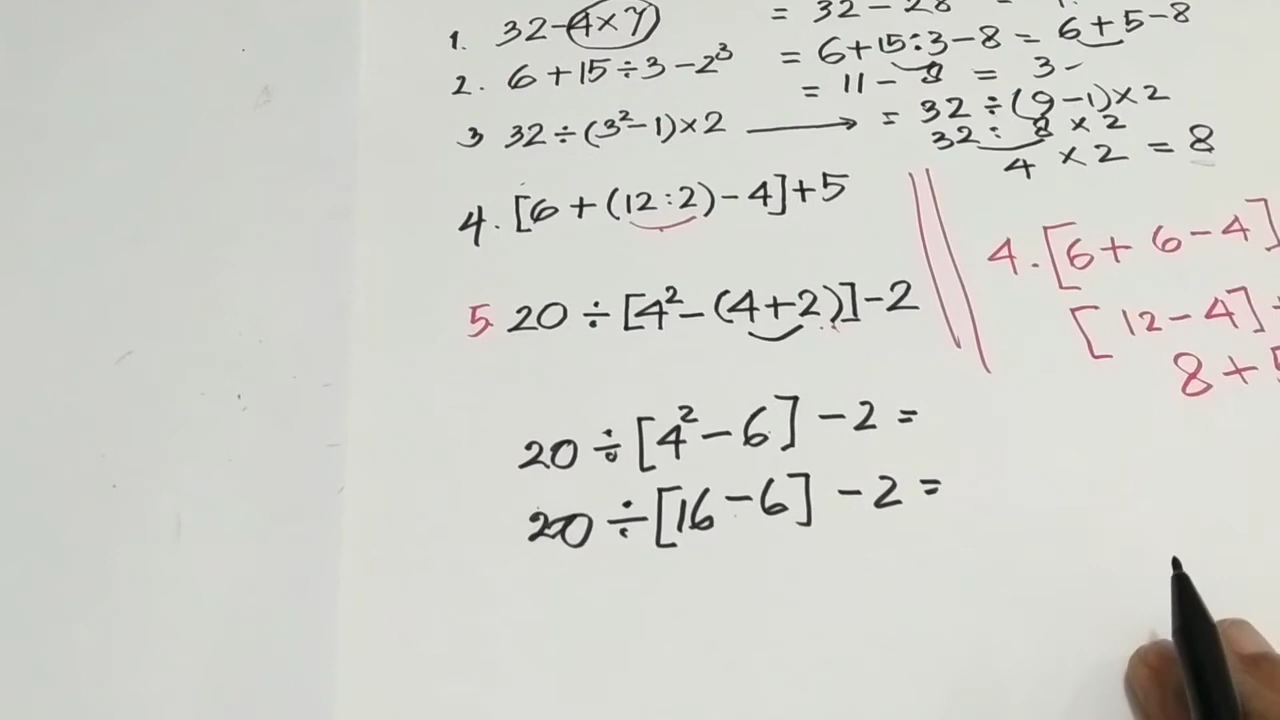 1. 32-4×7 = 32-28
2. 6+15÷3-2³ = 6+15:3-8 = 6+5-8
= 11-8 = 3
3 32÷(3²-1)×2 → = 32÷(9-1)×2
32: 8 ×2
4 ×2 = 8
4. [6+(12:2)-4]+5
5. 20÷[4²-(4+2)]-2
20÷[4²-6]-2=
20÷[16-6]-2=
4. [6+6-4]
[12-4]
8+5